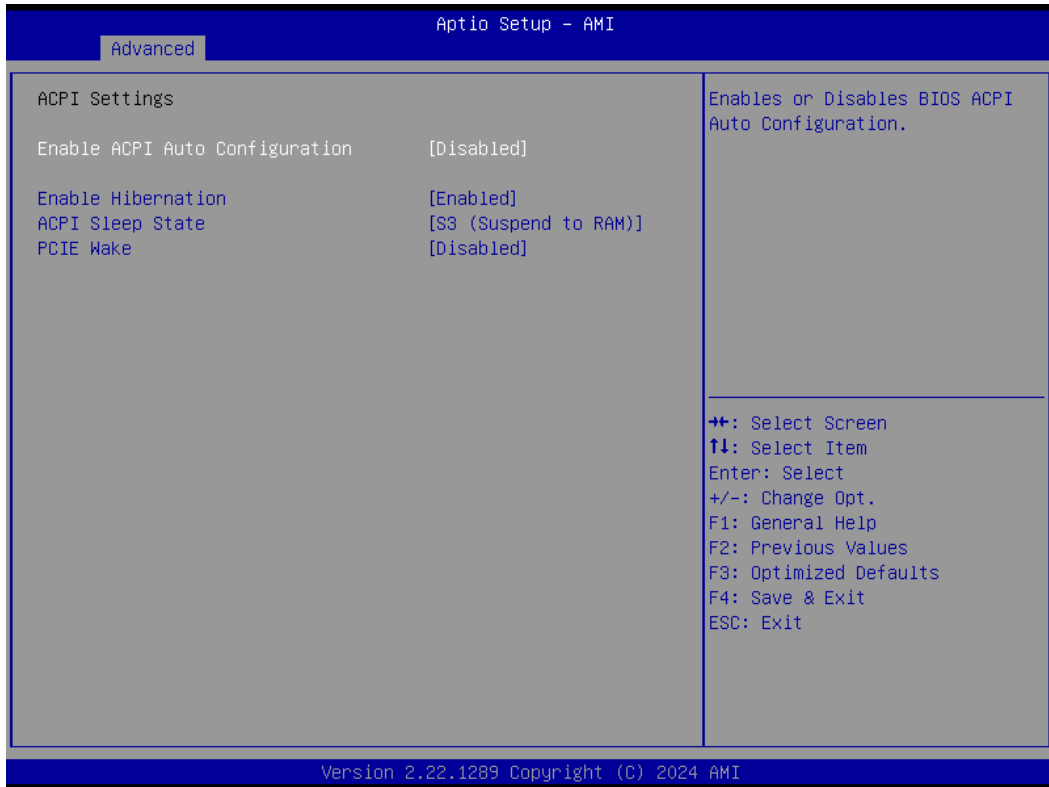 Aptio Setup – AMI
Advanced
ACPI Settings
Enable ACPI Auto Configuration [Disabled]
Enable Hibernation [Enabled]
ACPI Sleep State [S3 (Suspend to RAM)]
PCIE Wake [Disabled]
Enables or Disables BIOS ACPI
Auto Configuration.
→←: Select Screen
↑↓: Select Item
Enter: Select
+/-: Change Opt.
F1: General Help
F2: Previous Values
F3: Optimized Defaults
F4: Save & Exit
ESC: Exit
Version 2.22.1289 Copyright (C) 2024 AMI